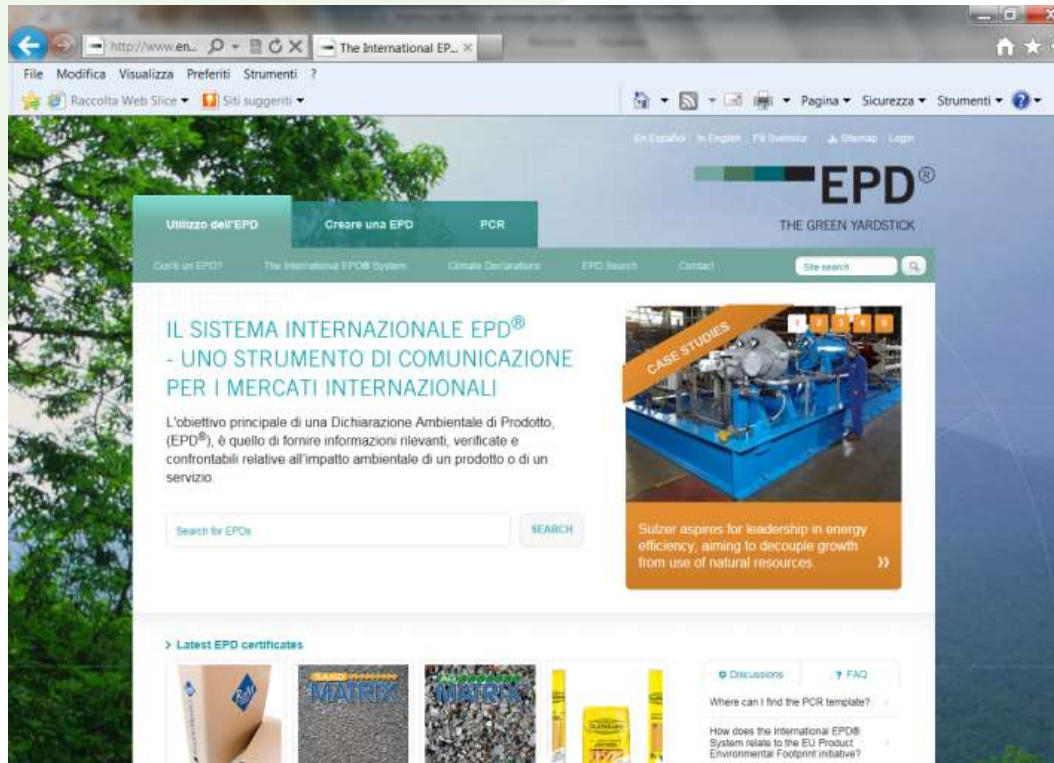 http://www.en...
The International EP...
File Modifica Visualizza Preferiti Strumenti ?
Raccolta Web Slice Siti suggeriti
Pagina Sicurezza Strumenti
En Español In English På Svenska Sitemap Login
EPD®
THE GREEN YARDSTICK
Utilizzo dell'EPD Creare una EPD PCR
Cos'è un EPD? The International EPD® System Climate Declarations EPD Search Contact Site search
IL SISTEMA INTERNAZIONALE EPD®
- UNO STRUMENTO DI COMUNICAZIONE
PER I MERCATI INTERNAZIONALI
L'obiettivo principale di una Dichiarazione Ambientale di Prodotto,
(EPD®), è quello di fornire informazioni rilevanti, verificate e
confrontabili relative all'impatto ambientale di un prodotto o di un
servizio.
Search for EPDs SEARCH
CASE STUDIES
1 2 3 4 5
Sulzer aspires for leadership in energy
efficiency, aiming to decouple growth
from use of natural resources.
> Latest EPD certificates
SAND
MATRIX
MATRIX
Discussions ? FAQ
Where can I find the PCR template?
How does the International EPD®
System relate to the EU Product
Environmental Footprint initiative?